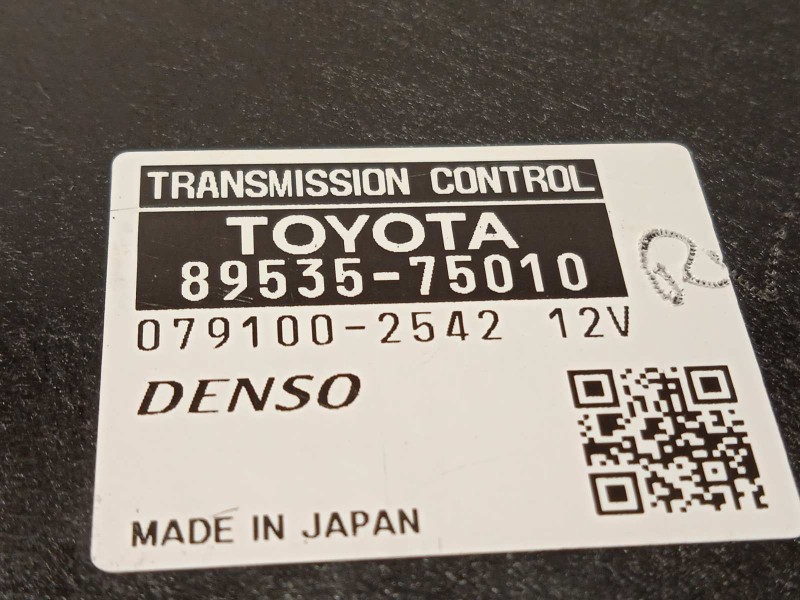 TRANSMISSION CONTROL
TOYOTA
89535-75010
079100-2542 12V
DENSO
MADE IN JAPAN